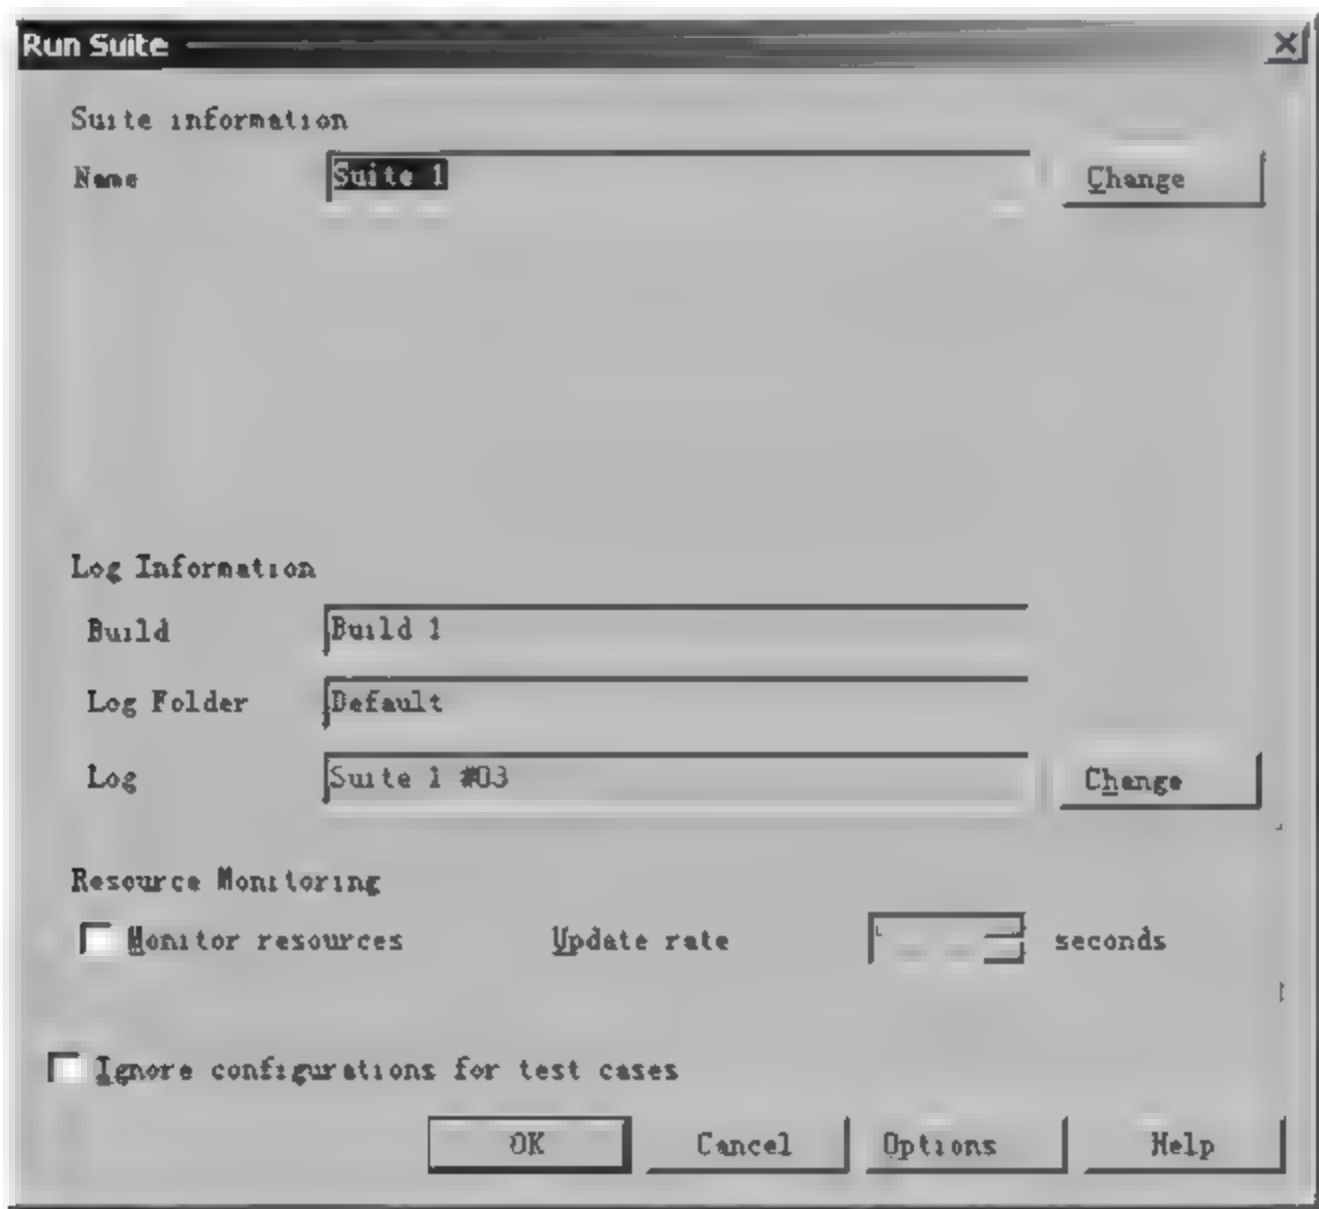 Run Suite
Suite information
Name Suite 1 Change
Log Information
Build Build 1
Log Folder Default
Log Suite 1 #03 Change
Resource Monitoring
Monitor resources Update rate seconds
Ignore configurations for test cases
OK Cancel Options Help